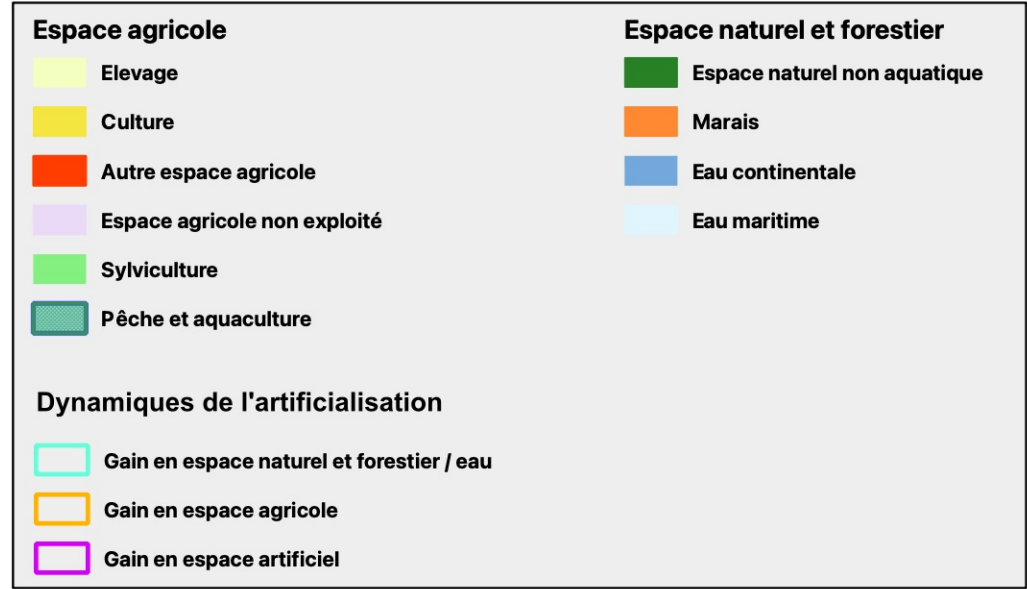 Espace agricole
Elevage
Culture
Autre espace agricole
Espace agricole non exploité
Sylviculture
Pêche et aquaculture
Espace naturel et forestier
Espace naturel non aquatique
Marais
Eau continentale
Eau maritime
Dynamiques de l'artificialisation
Gain en espace naturel et forestier / eau
Gain en espace agricole
Gain en espace artificiel